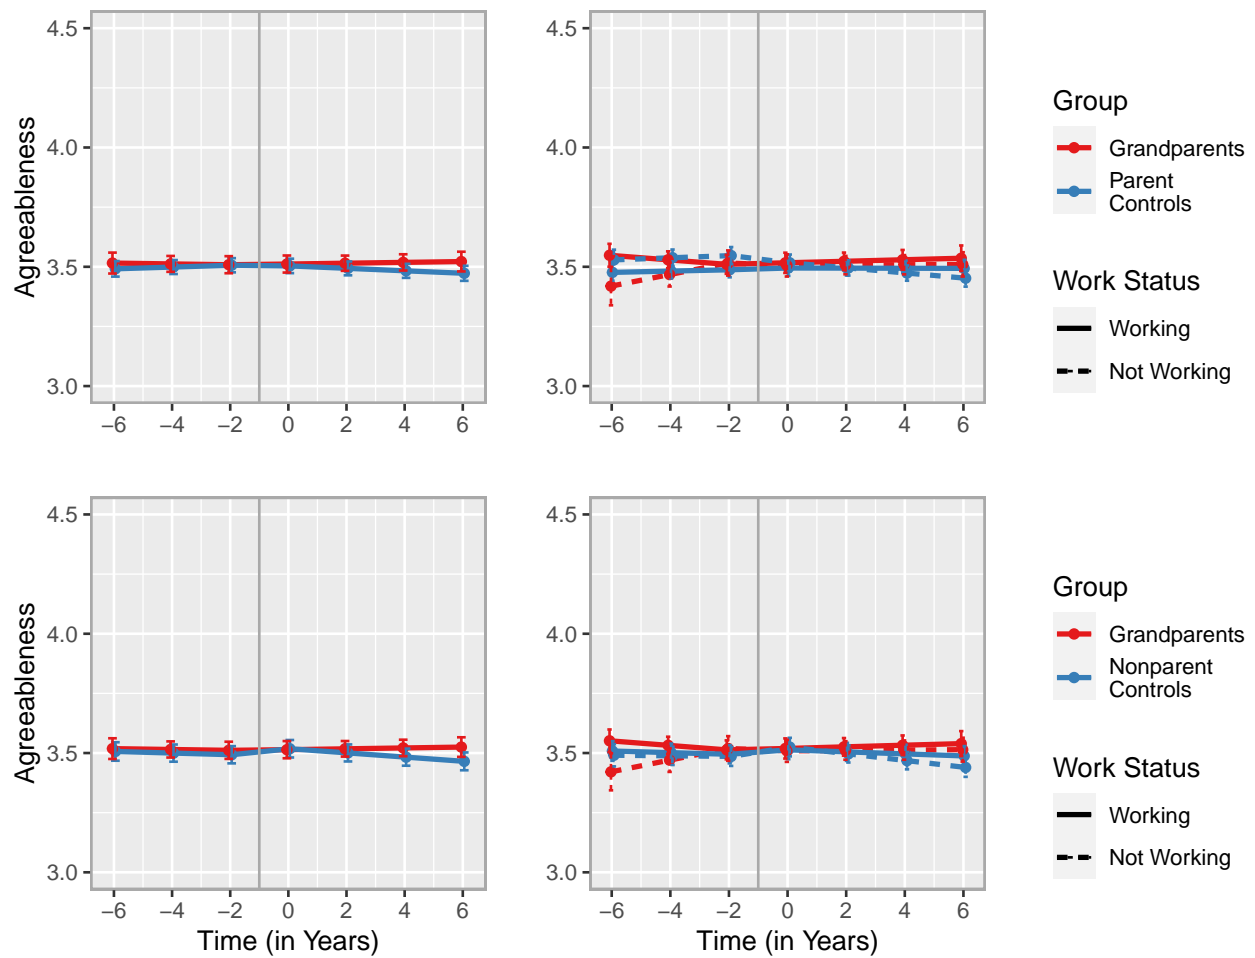 4.5
4.0
3.5
3.0
Agreeableness
−6 −4 −2 0 2 4 6
4.5
4.0
3.5
3.0
−6 −4 −2 0 2 4 6
Group
Grandparents
Parent
Controls
Work Status
Working
Not Working
4.5
4.0
3.5
3.0
Agreeableness
−6 −4 −2 0 2 4 6
Time (in Years)
4.5
4.0
3.5
3.0
−6 −4 −2 0 2 4 6
Time (in Years)
Group
Grandparents
Nonparent
Controls
Work Status
Working
Not Working